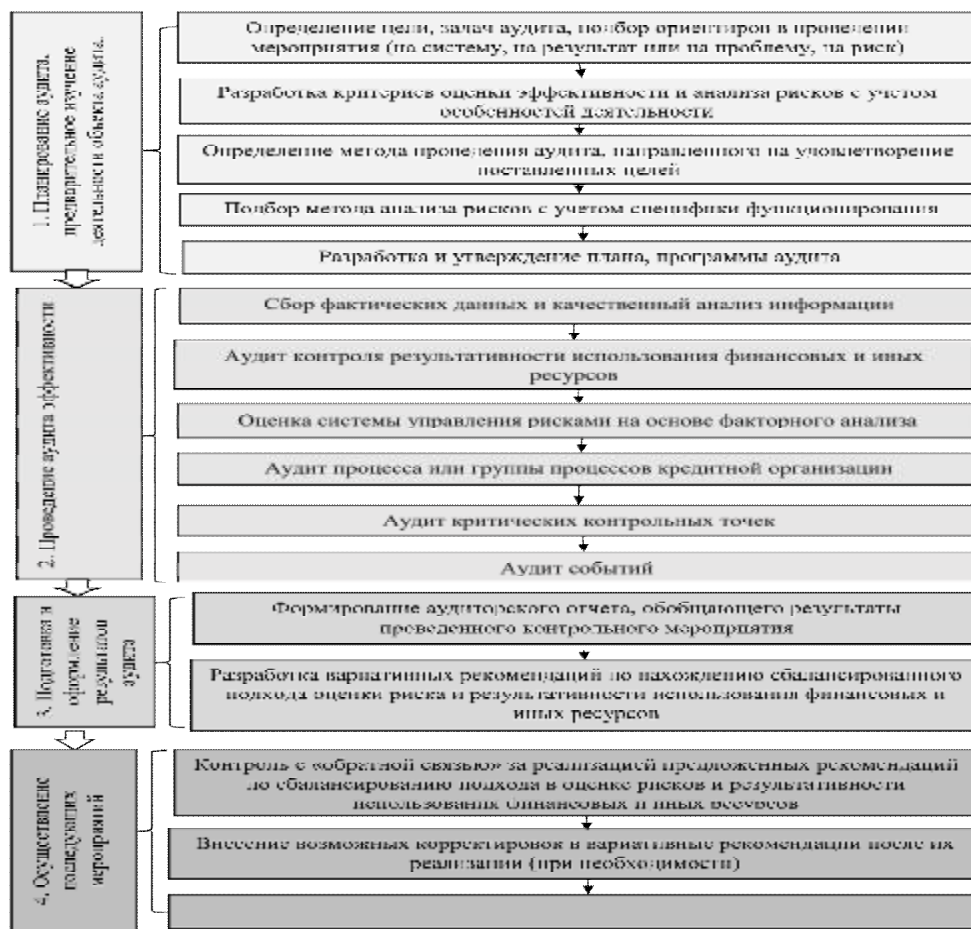 1. Планирование аудита,
предварительное изучение
деятельности объекта аудита.
Определение цели, задач аудита, подбор ориентиров в проведении
мероприятия (на систему, на результат или на проблему, на риск)
Разработка критериев оценки эффективности и анализа рисков с учетом
особенностей деятельности
Определение метода проведения аудита, направленного на удовлетворение
поставленных целей
Подбор метода анализа рисков с учетом специфики функционирования
Разработка и утверждение плана, программы аудита
2. Проведение аудита эффективности
Сбор фактических данных и качественный анализ информации
Аудит контроля результативности использования финансовых и иных
ресурсов
Оценка системы управления рисками на основе факторного анализа
Аудит процесса или группы процессов кредитной организации
Аудит критических контрольных точек
Аудит событий
3. Подготовка и
оформление
результатов
аудита
Формирование аудиторского отчета, обобщающего результаты
проведенного контрольного мероприятия
Разработка вариативных рекомендаций по нахождению сбалансированного
подхода оценки риска и результативности использования финансовых и
иных ресурсов
4. Осуществление
последующих
мероприятий
Контроль с «обратной связью» за реализацией предложенных рекомендаций
по сбалансированию подхода в оценке рисков и результативности
использования финансовых и иных ресурсов
Внесение возможных корректировок в вариативные рекомендации после их
реализации (при необходимости)